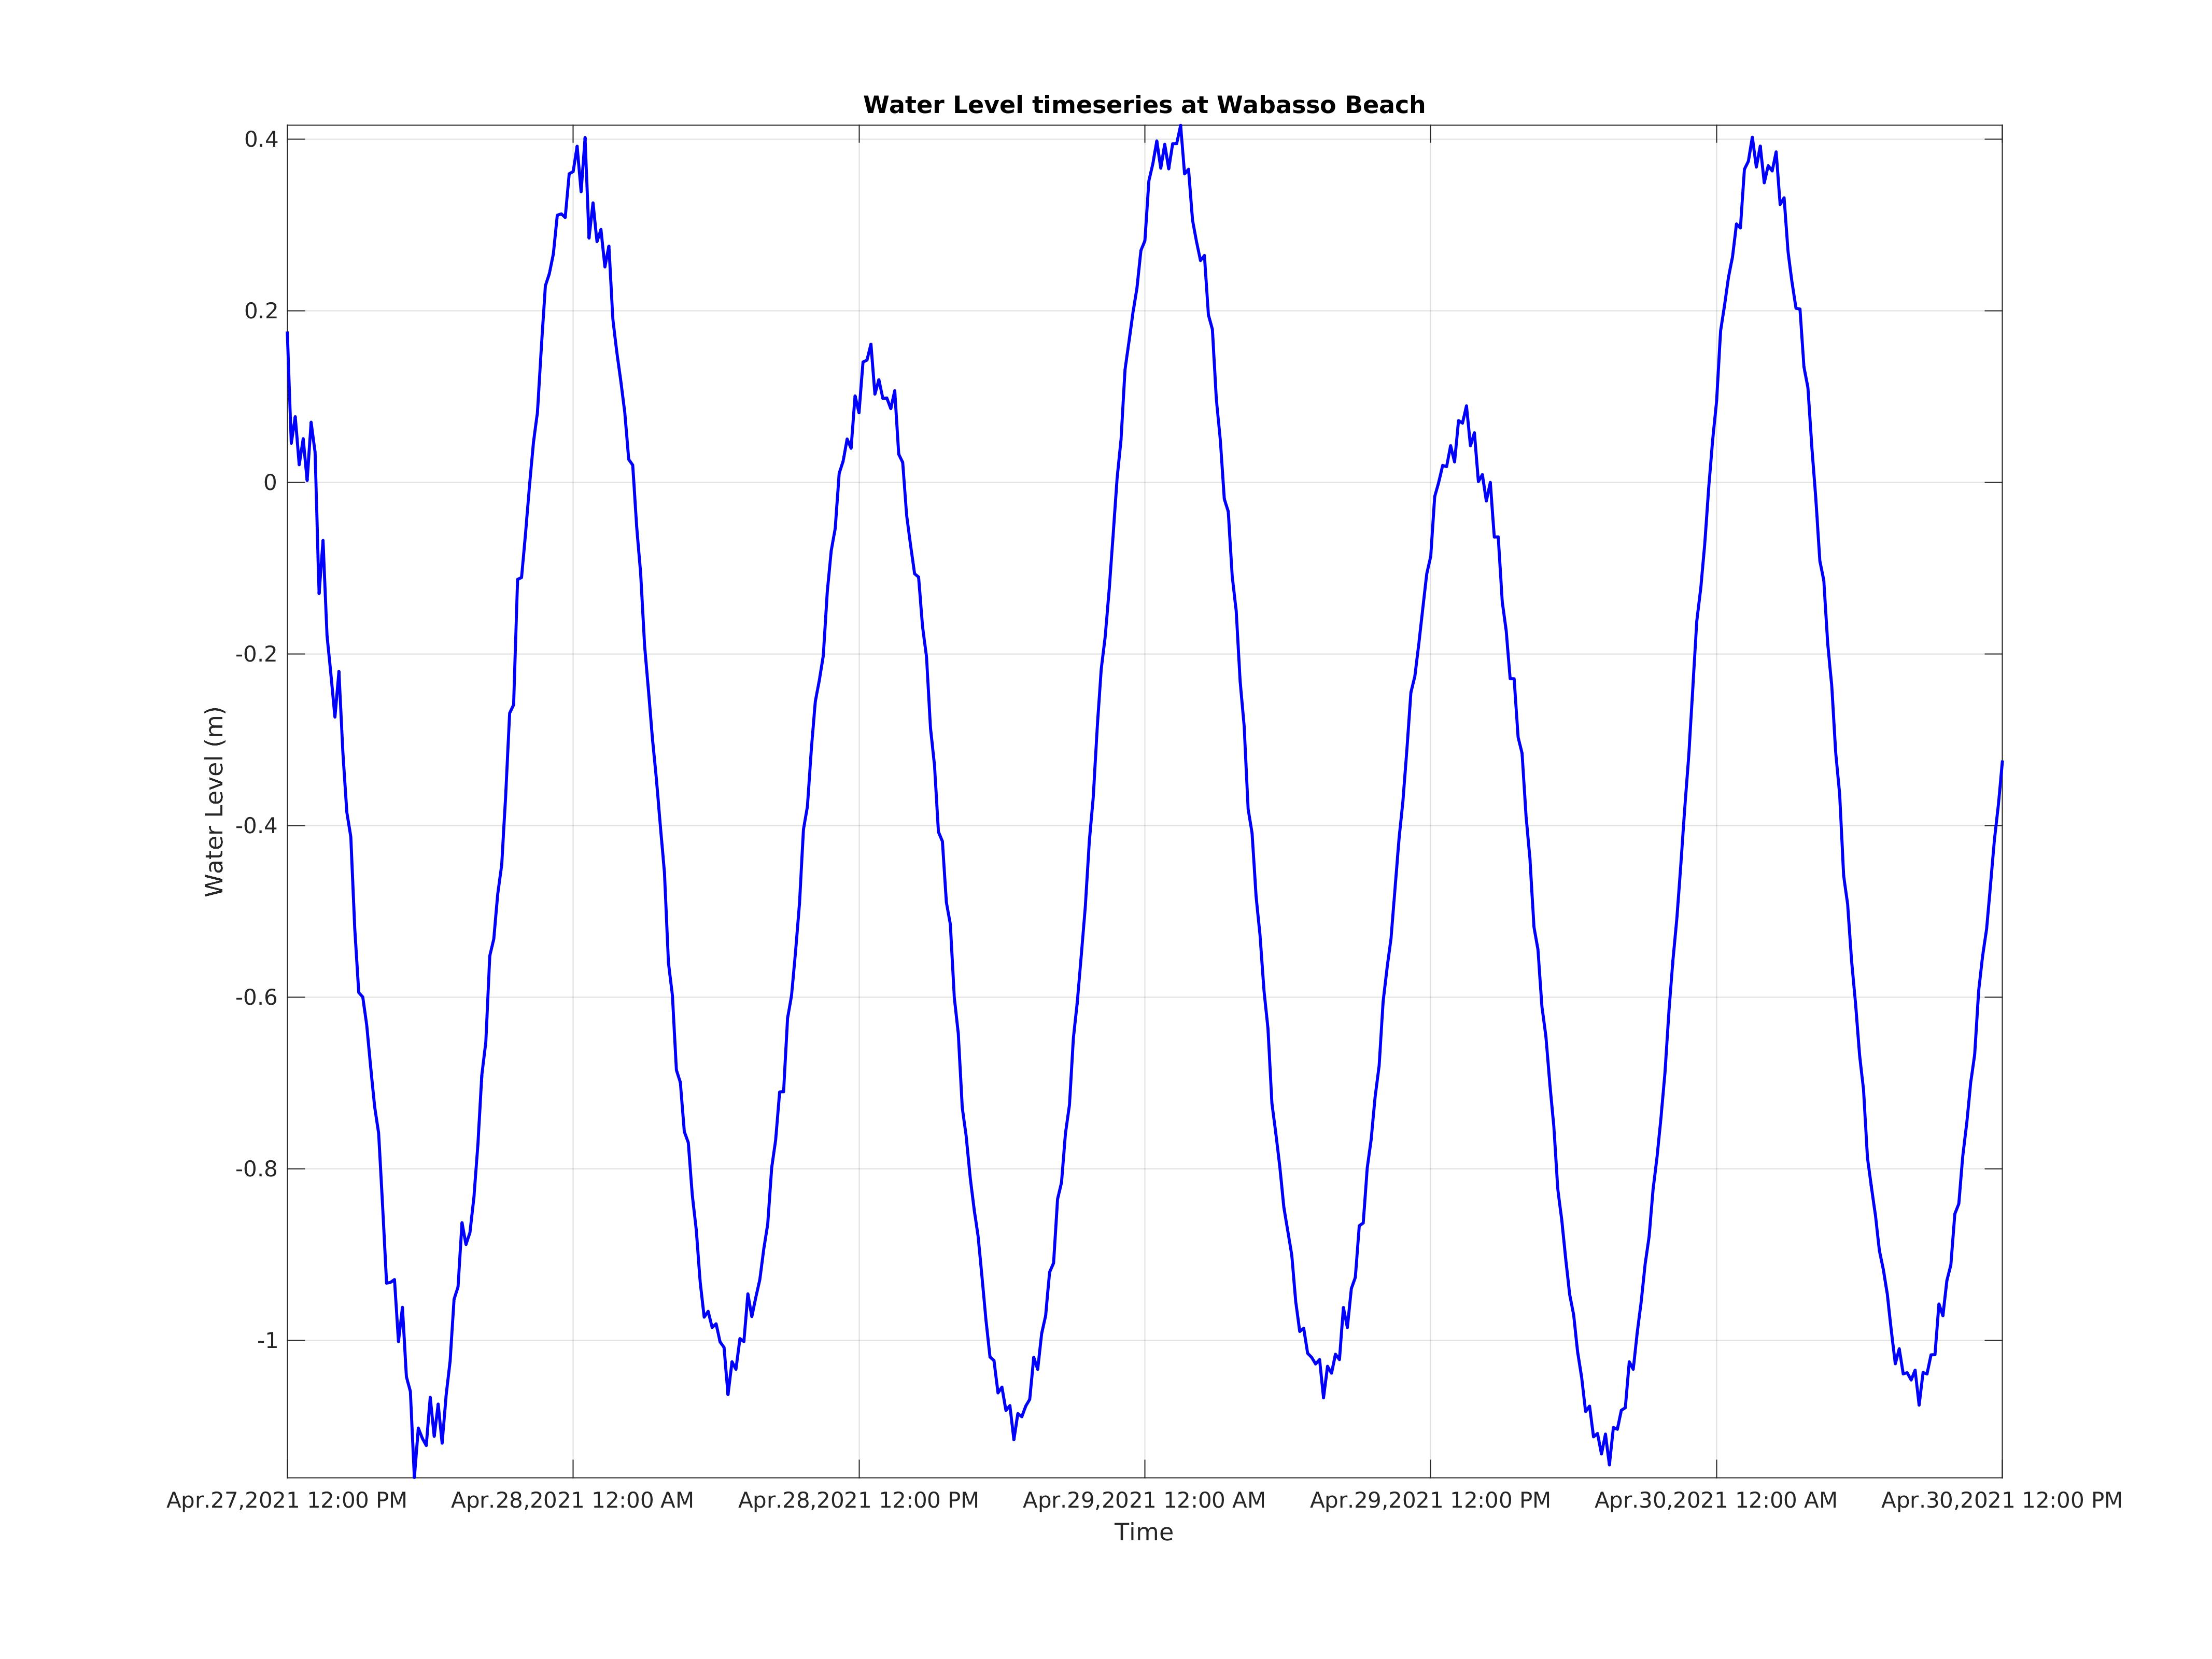 Water Level timeseries at Wabasso Beach
0.4
0.2
0
-0.2
-0.4
-0.6
-0.8
-1
Water Level (m)
Apr.27,2021 12:00 PM Apr.28,2021 12:00 AM Apr.28,2021 12:00 PM Apr.29,2021 12:00 AM Apr.29,2021 12:00 PM Apr.30,2021 12:00 AM Apr.30,2021 12:00 PM
Time